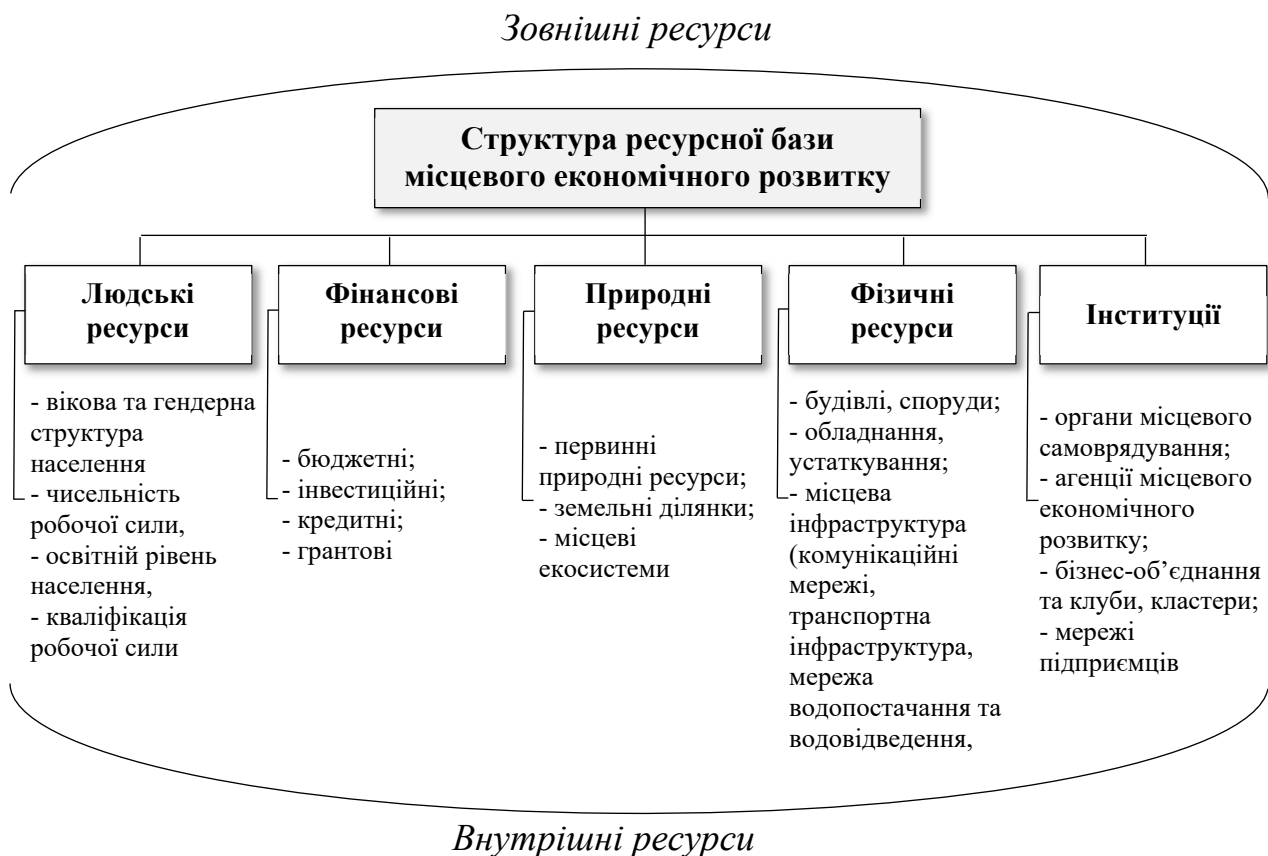 Зовнішні ресурси
Структура ресурсної бази
місцевого економічного розвитку
Людські
ресурси
- вікова та гендерна
структура
населення
- чисельність
робочої сили,
- освітній рівень
населення,
- кваліфікація
робочої сили
Фінансові
ресурси
- бюджетні;
- інвестиційні;
- кредитні;
- грантові
Природні
ресурси
- первинні
природні ресурси;
- земельні ділянки;
- місцеві
екосистеми
Фізичні
ресурси
- будівлі, споруди;
- обладнання,
устаткування;
- місцева
інфраструктура
(комунікаційні
мережі,
транспортна
інфраструктура,
мережа
водопостачання та
водовідведення,
Інституції
- органи місцевого
самоврядування;
- агенції місцевого
економічного
розвитку;
- бізнес-об’єднання
та клуби, кластери;
- мережі
підприємців
Внутрішні ресурси